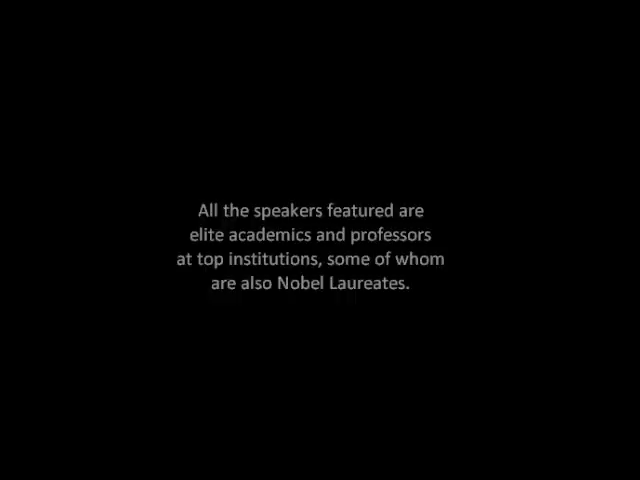 All the speakers featured are
elite academics and professors
at top institutions, some of whom
are also Nobel Laureates.